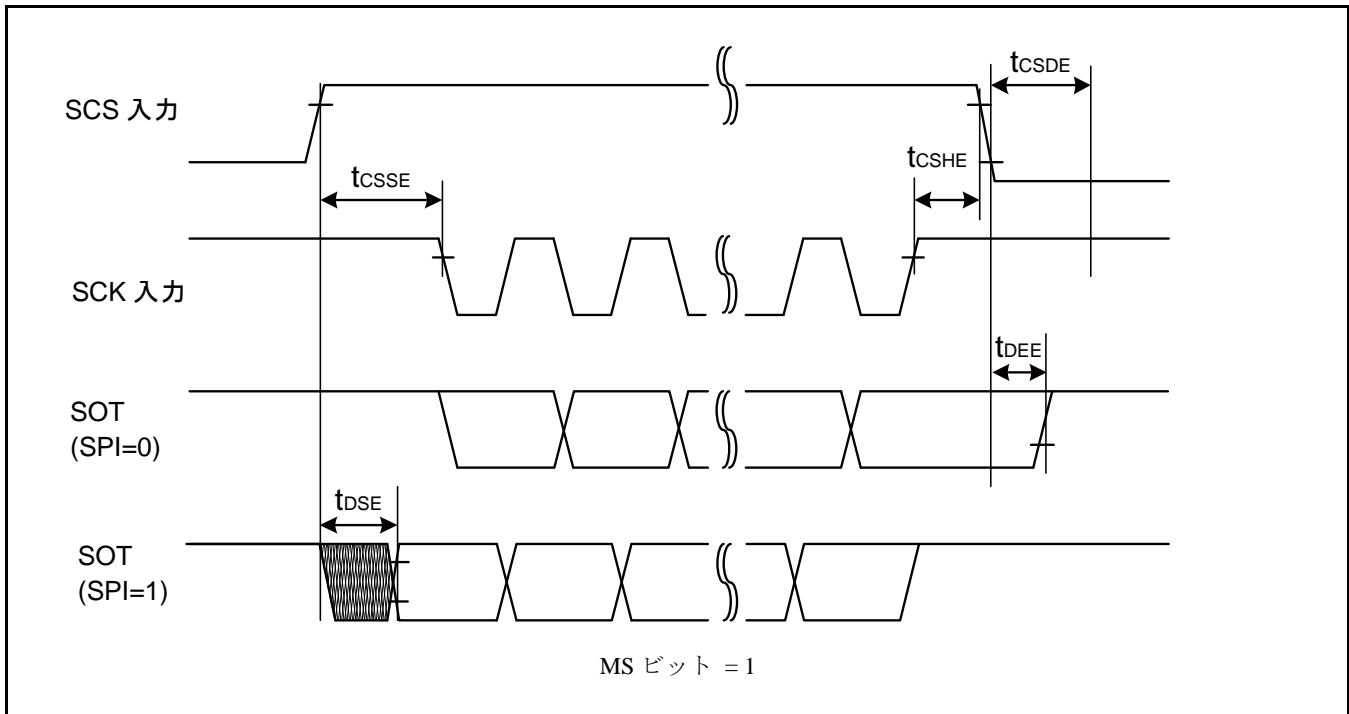 tCSDE
SCS 入力
tCSHE
tCSSE
SCK 入力
tDEE
SOT
(SPI=0)
tDSE
SOT
(SPI=1)
MS ビット = 1